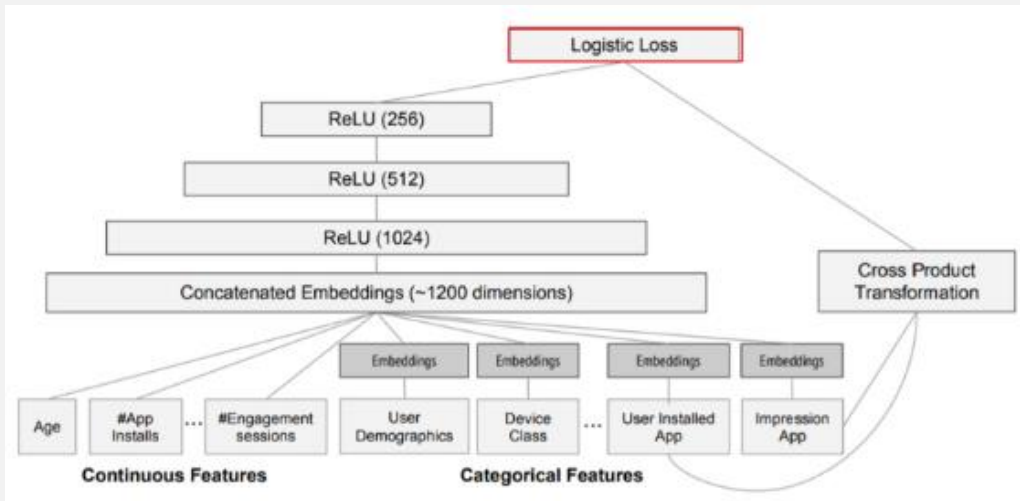 Logistic Loss
ReLU (256)
ReLU (512)
ReLU (1024)
Concatenated Embeddings (~1200 dimensions)
Cross Product
Transformation
Embeddings
Embeddings
Embeddings
Embeddings
Age
#App
Installs
...
#Engagement
sessions
User
Demographics
Device
Class
...
User Installed
App
Impression
App
Continuous Features
Categorical Features